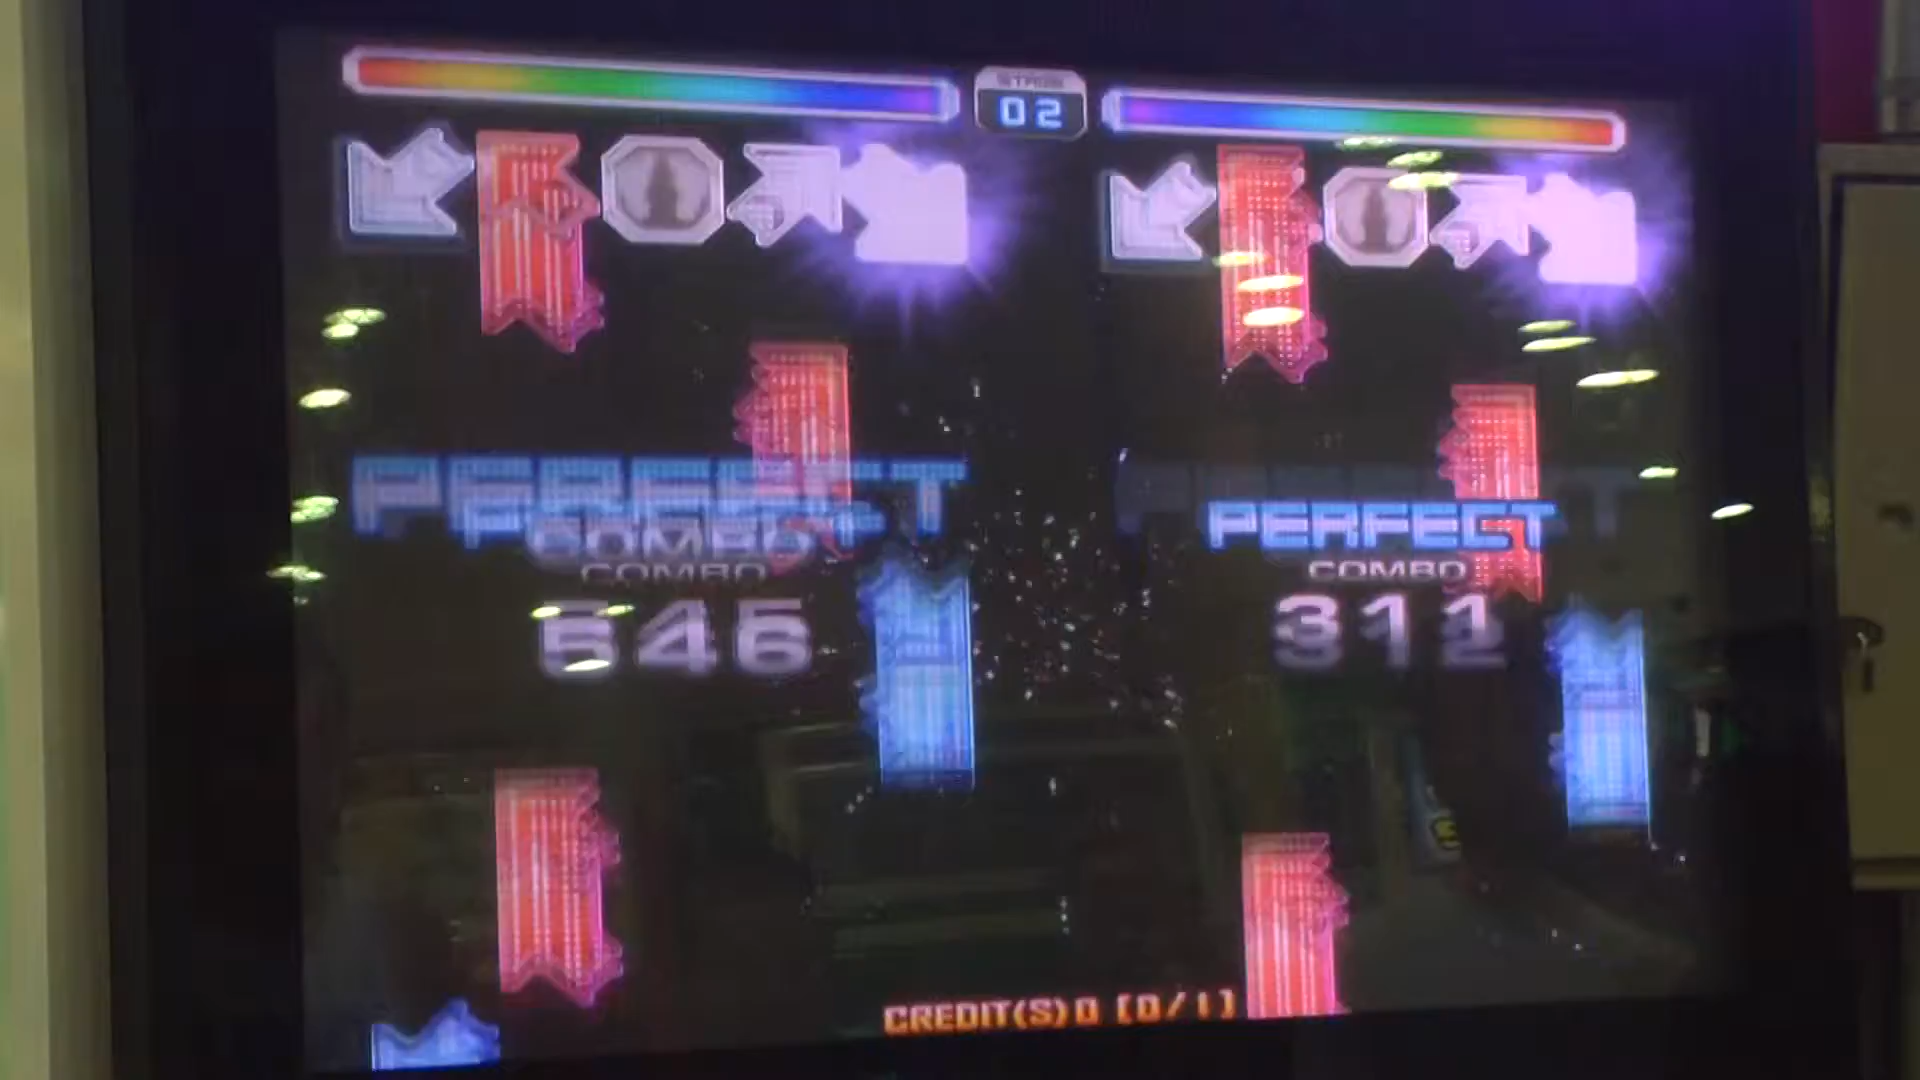 STAGE
02
PERFECT
COMBO
546
PERFECT
COMBO
311
CREDIT(S) 0 [0/1]